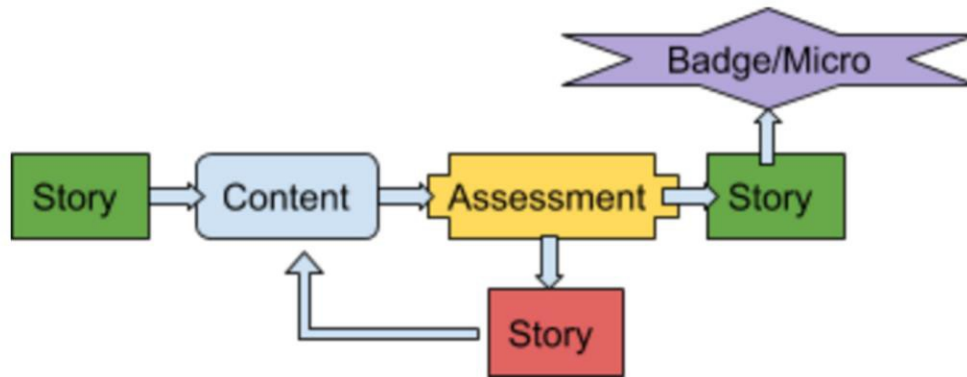 Badge/Micro
Story
Content
Assessment
Story
Story